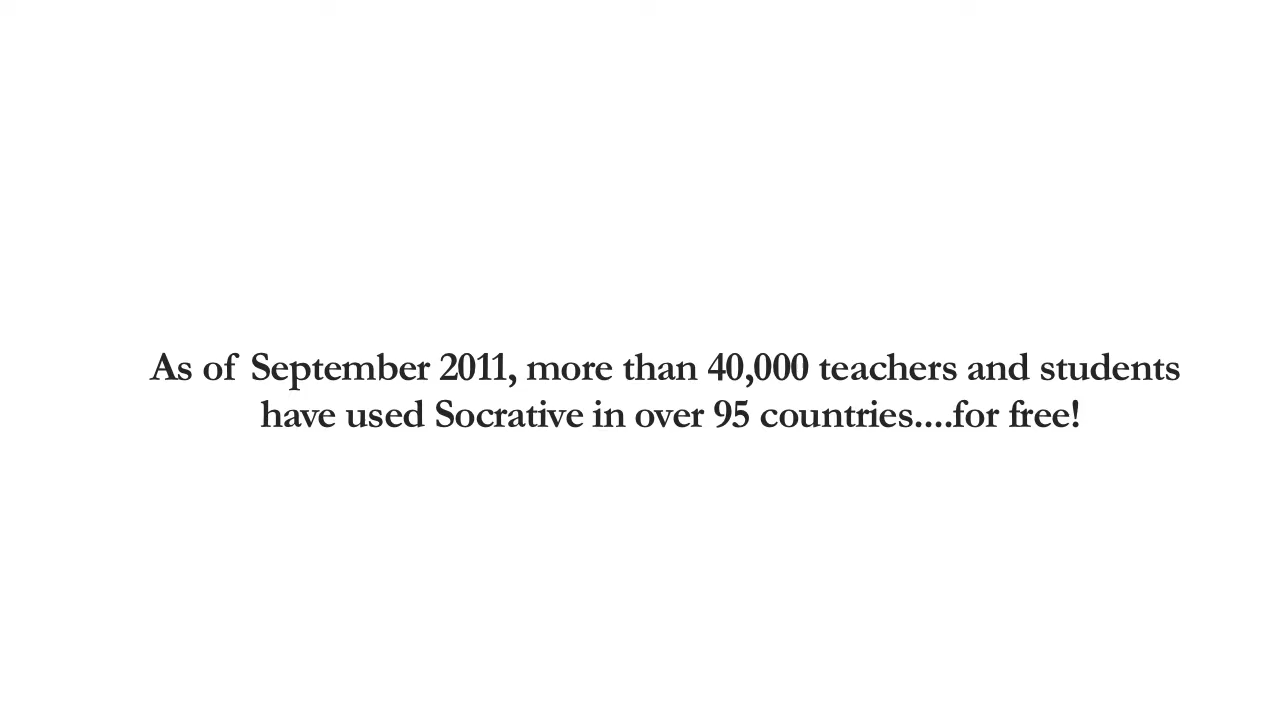 As of September 2011, more than 40,000 teachers and students
have used Socrative in over 95 countries....for free!